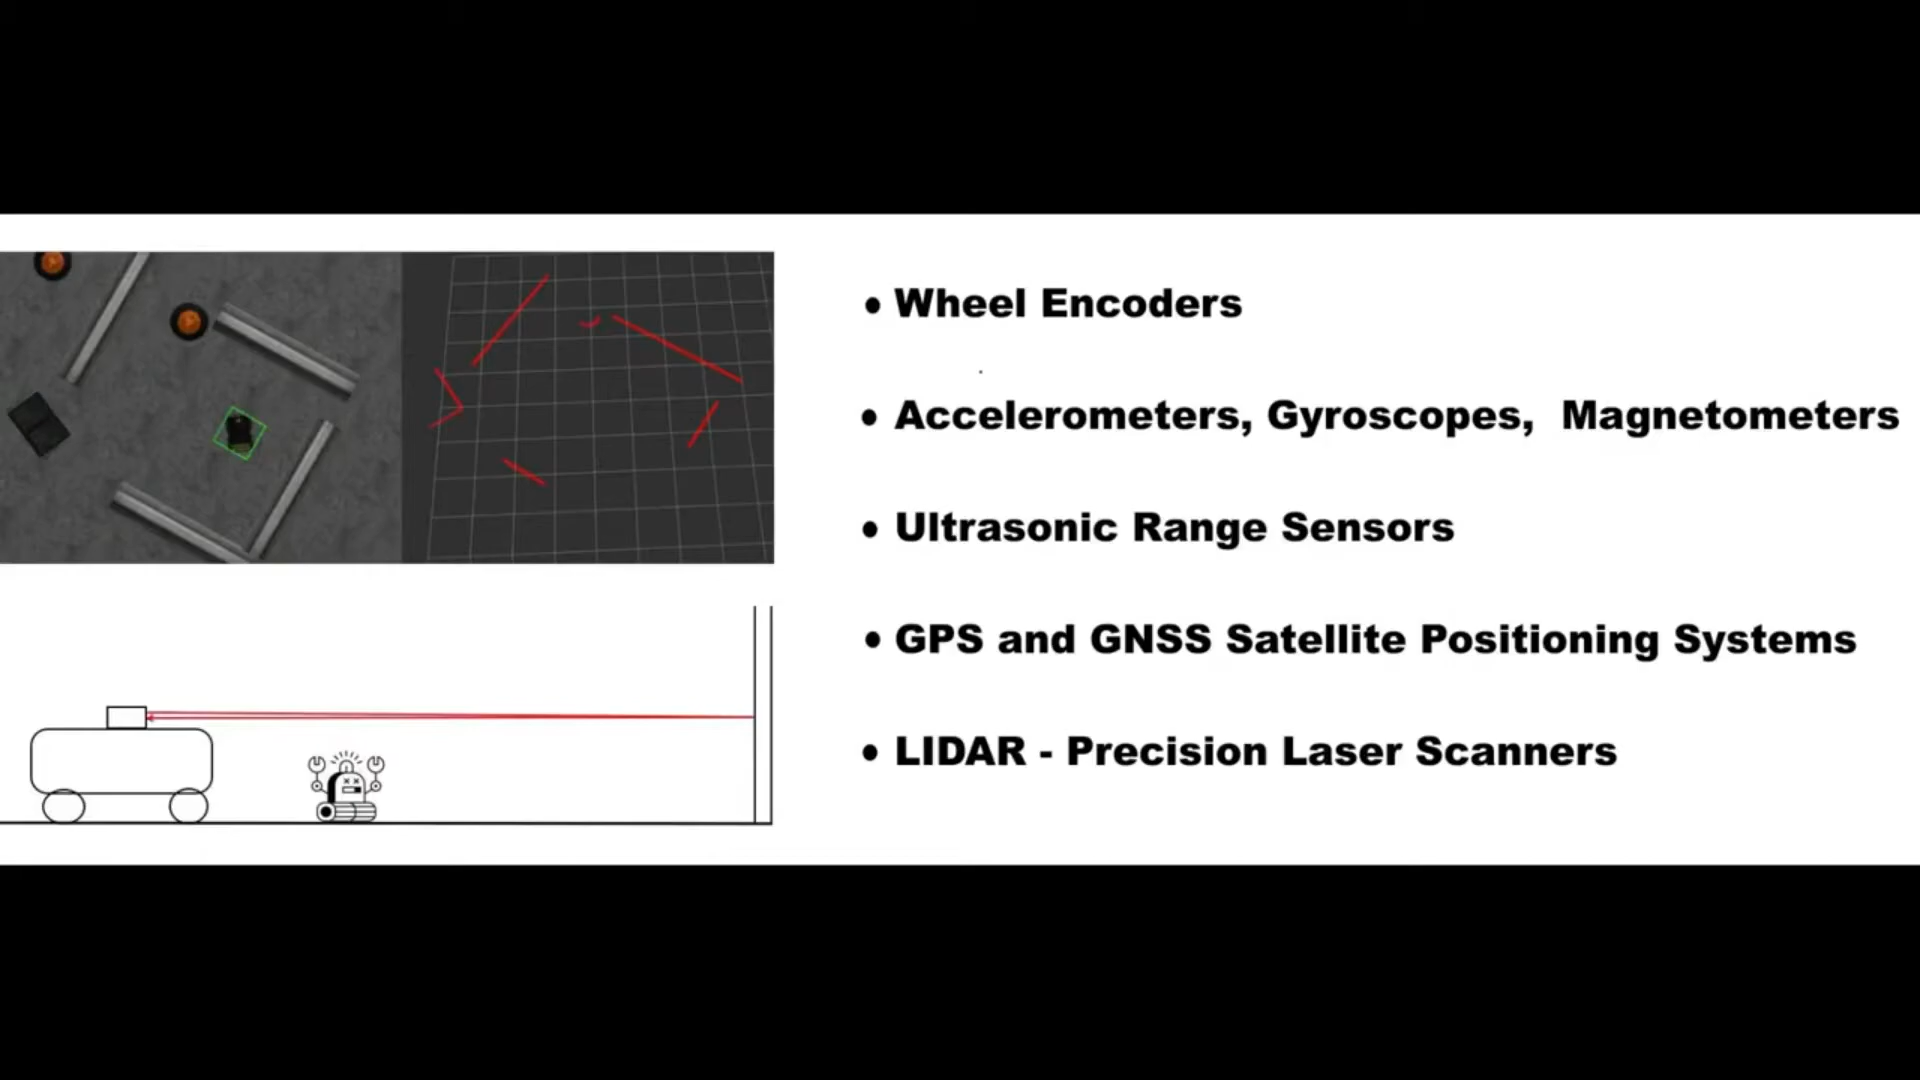 • Wheel Encoders
• Accelerometers, Gyroscopes,  Magnetometers
• Ultrasonic Range Sensors
• GPS and GNSS Satellite Positioning Systems
• LIDAR - Precision Laser Scanners